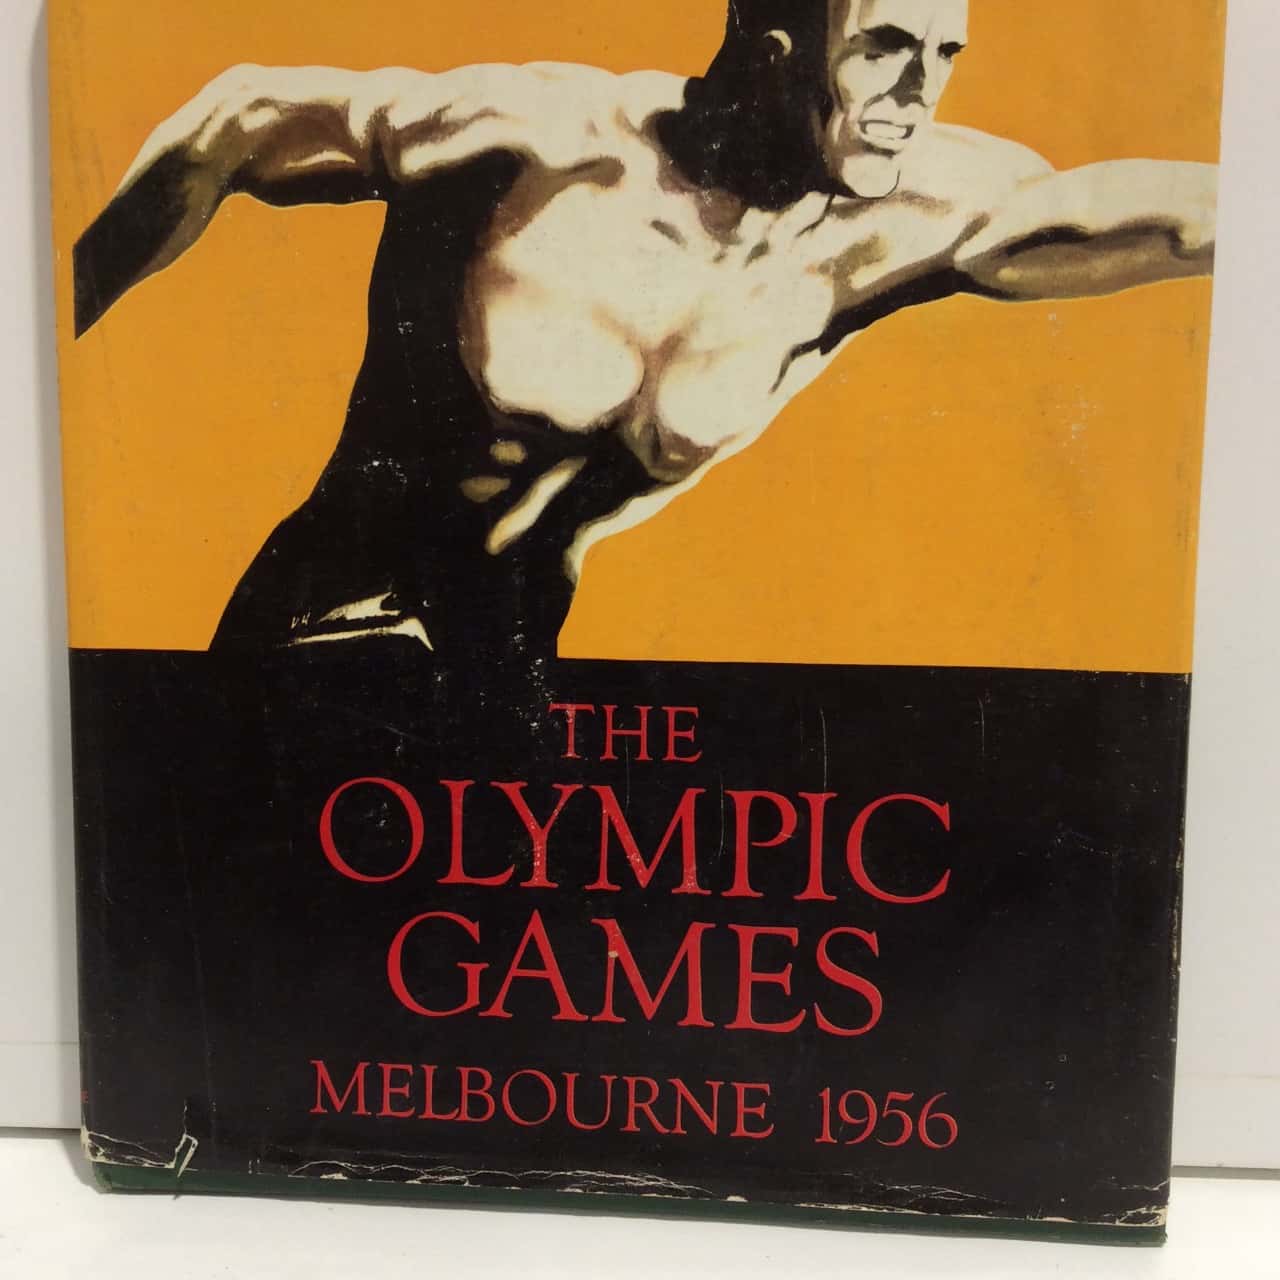 THE
OLYMPIC
GAMES
MELBOURNE 1956